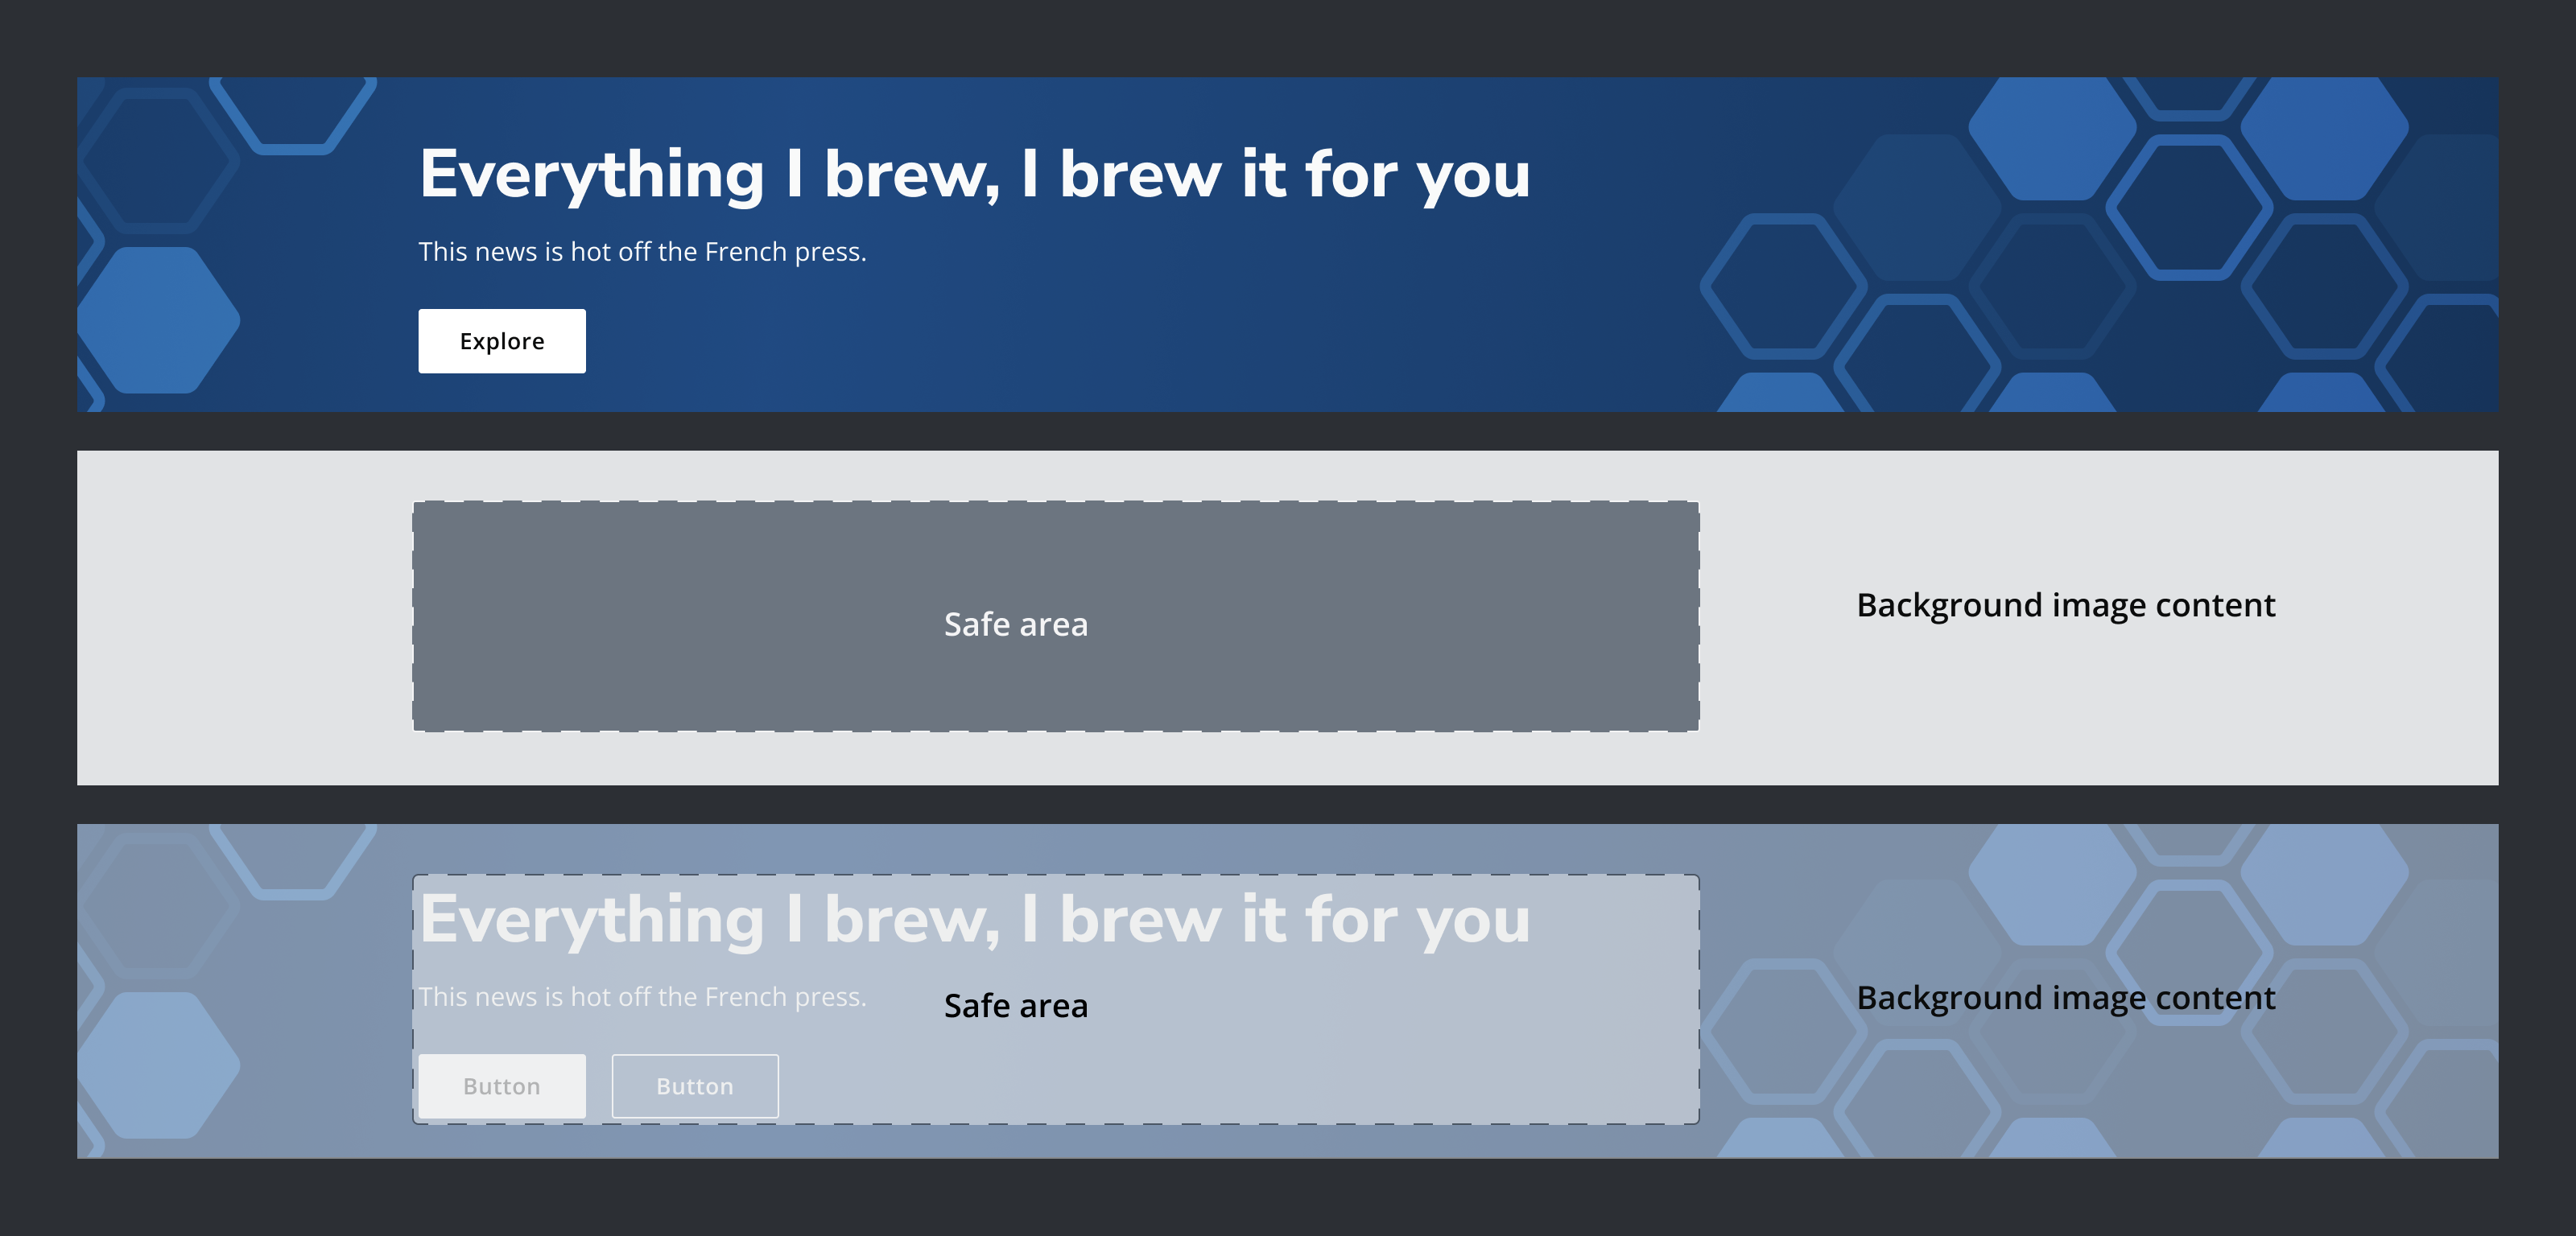 Everything I brew, I brew it for you
This news is hot off the French press.
Explore
Safe area
Background image content
Everything I brew, I brew it for you
This news is hot off the French press.
Safe area
Background image content
Button
Button